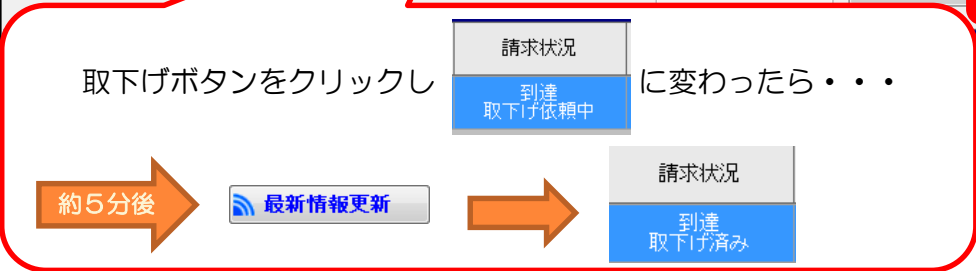 請求状況
取下げボタンをクリックし
到達
取下げ依頼中
に変わったら・・・
約５分後
最新情報更新
請求状況
到達
取下げ済み